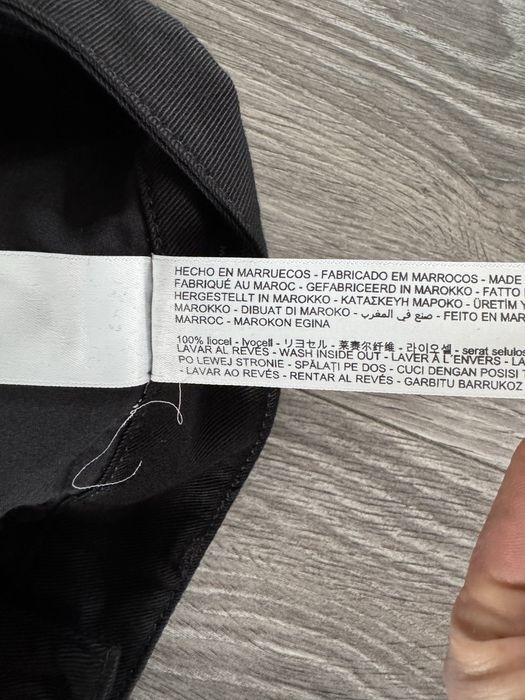 HECHO EN MARRUECOS - FABRICADO EM MARROCOS - MADE
FABRIQUÉ AU MAROC - GEFABRICEERD IN MAROKKO - FATTO
HERGESTELLT IN MAROKKO - ΚΑΤΑΣΚΕΥΗ ΜΑΡΟΚΟ - ÜRETİM Y
MAROKKO - DIBUAT DI MAROKO - صنع في المغرب - FEITO EN MAR
MARROC - MAROKON EGINA
100% liocel - lyocell - リヨセル - 莱赛尔纤维 - 라이오셀 - serat selulos
LAVAR AL REVÉS - WASH INSIDE OUT - LAVER À L'ENVERS - LA
PO LEWEJ STRONIE - SPĂLAȚI PE DOS - CUCI DENGAN POSISI T
- LAVAR AO REVÉS - RENTAR AL REVÉS - GARBITU BARRUKOZ